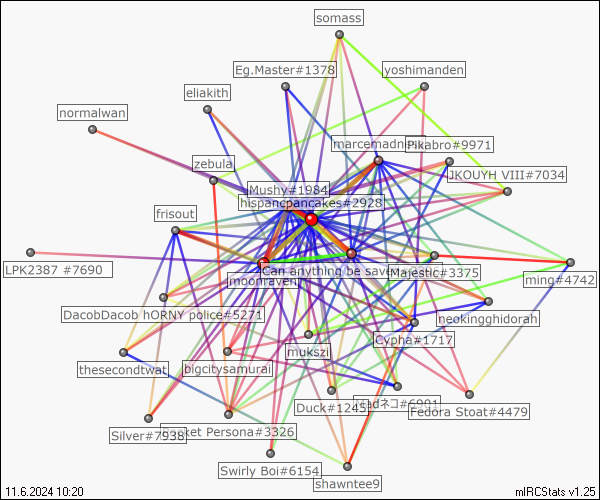 somass
Eg.Master#1378
yoshimanden
eliakith
normalwan
marcemadn
Pikabro#9971
zebula
JKOUYH VIII#7034
Mushy#1984
hispancpancakes#2928
frisout
LPK2387 #7690
Can anything be save
Majestic#3375
moonraven
ming#4742
DacobDacob hORNY police#5271
neokingghidorah
Cypha#1717
mukszi
thesecondtwat
bigcitysamurai
Duck#1245
#6901
Fedora Stoat#4479
Silver#7938
ket Persona#3326
Swirly Boi#6154
shawntee9
11.6.2024 10:20
mIRCStats v1.25